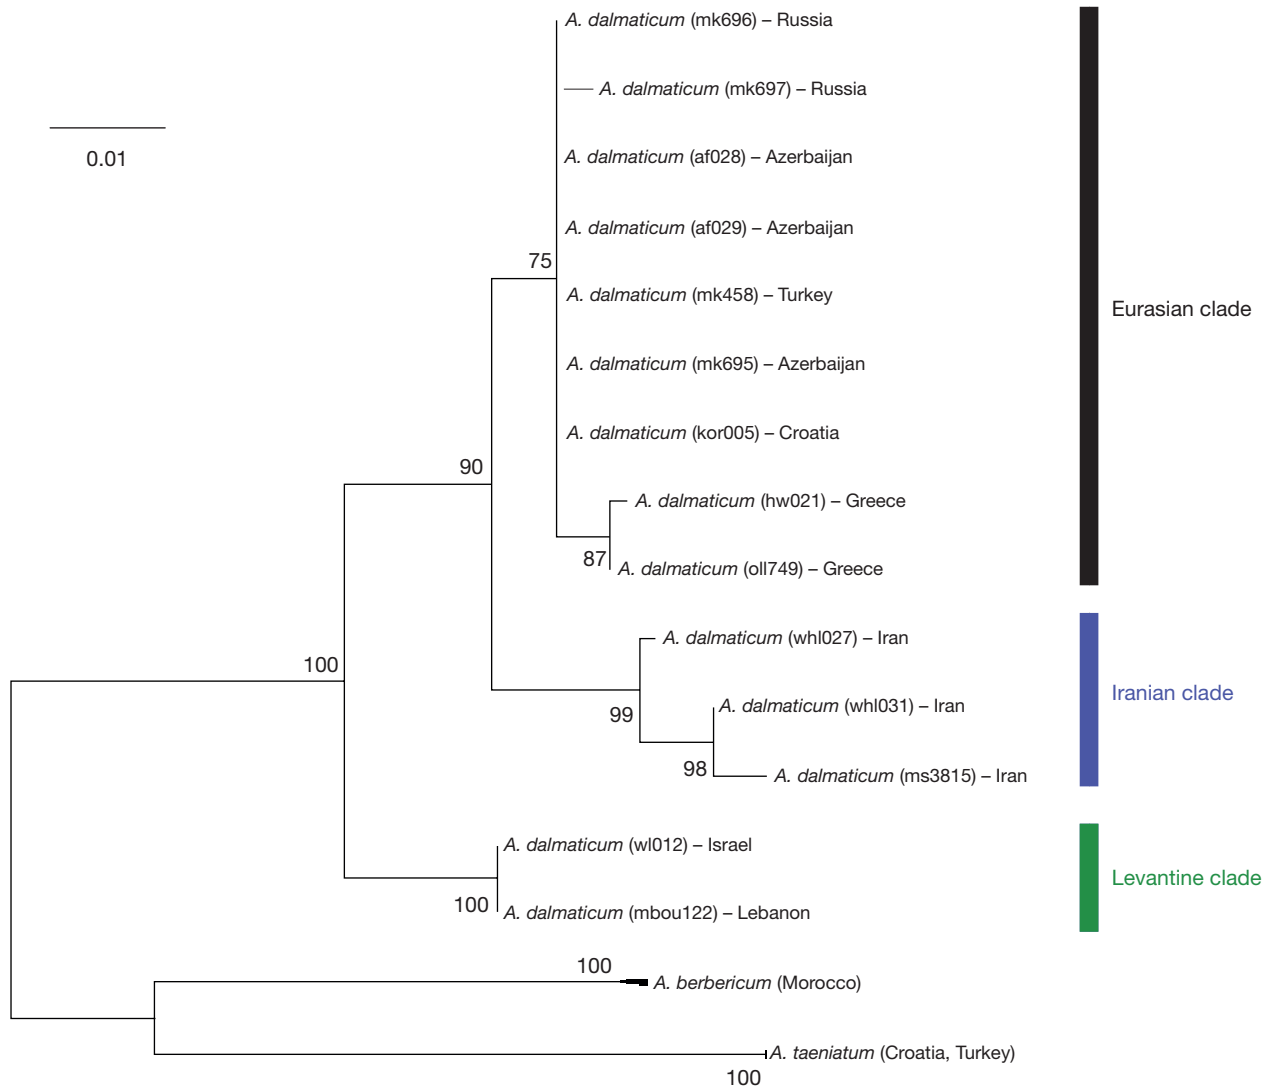 A. dalmaticum (mk696) – Russia
A. dalmaticum (mk697) – Russia
0.01
A. dalmaticum (af028) – Azerbaijan
A. dalmaticum (af029) – Azerbaijan
75
A. dalmaticum (mk458) – Turkey
Eurasian clade
A. dalmaticum (mk695) – Azerbaijan
A. dalmaticum (kor005) – Croatia
90
A. dalmaticum (hw021) – Greece
87
A. dalmaticum (oll749) – Greece
A. dalmaticum (whl027) – Iran
100
Iranian clade
A. dalmaticum (whl031) – Iran
99
98
A. dalmaticum (ms3815) – Iran
A. dalmaticum (wl012) – Israel
Levantine clade
100
A. dalmaticum (mbou122) – Lebanon
100
A. berbericum (Morocco)
A. taeniatum (Croatia, Turkey)
100